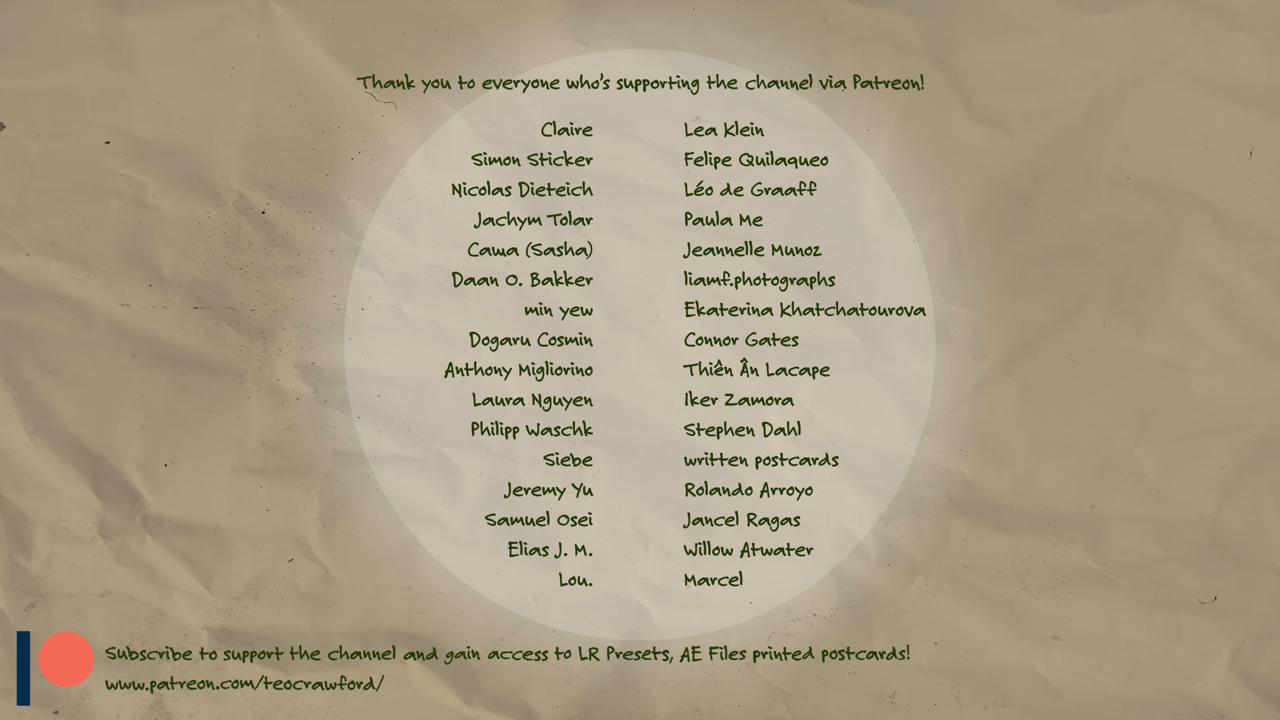 Thank you to everyone who's supporting the channel via Patreon!
Claire
Simon Sticker
Nicolas Dieteich
Jachym Tolar
Саша (Sasha)
Daan O. Bakker
min yew
Dogaru Cosmin
Anthony Migliorino
Laura Nguyen
Philipp Waschk
Siebe
Jeremy Yu
Samuel Osei
Elias J. M.
Lou.
Lea Klein
Felipe Quilaqueo
Léo de Graaff
Paula Me
Jeannelle Munoz
liamf.photographs
Ekaterina Khatchatourova
Connor Gates
Thiên Ân Lacape
Iker Zamora
Stephen Dahl
written postcards
Rolando Arroyo
Jancel Ragas
Willow Atwater
Marcel
Subscribe to support the channel and gain access to LR Presets, AE Files printed postcards!
www.patreon.com/teocrawford/